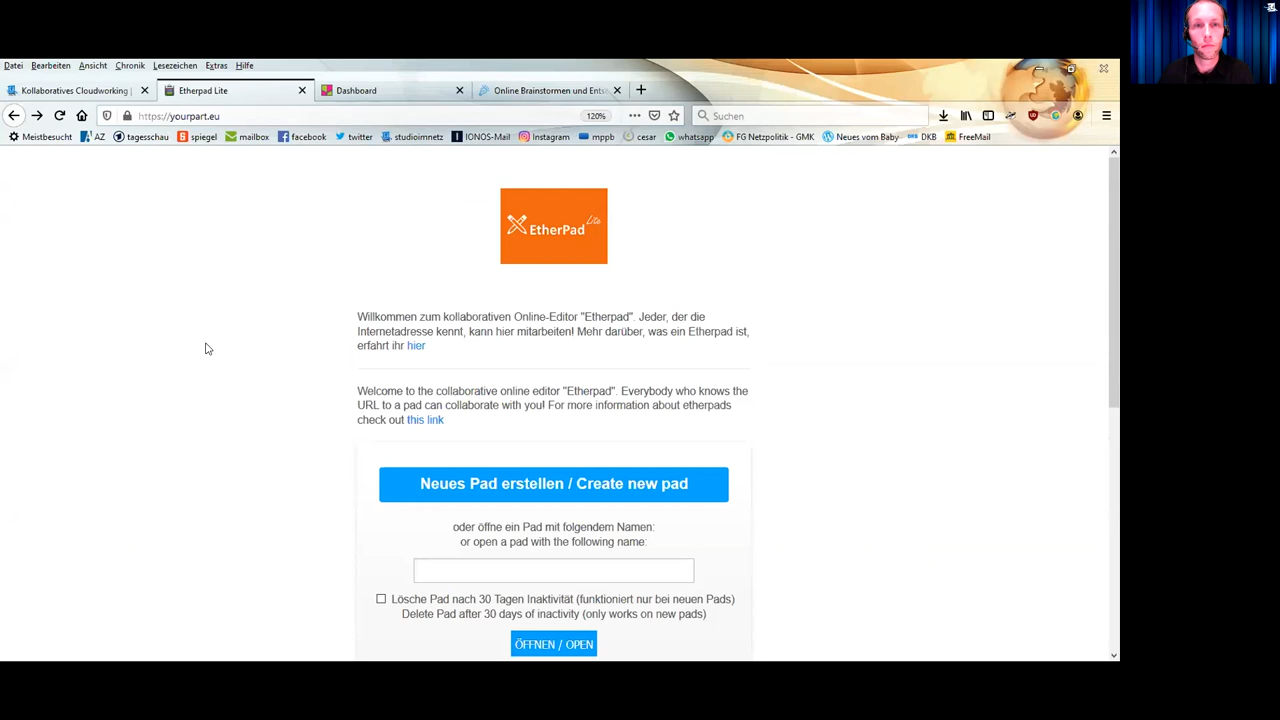 Datei Bearbeiten Ansicht Chronik Lesezeichen Extras Hilfe
Kollaboratives Cloudworking | Etherpad Lite Dashboard Online Brainstormen und Ents
https://yourpart.eu 120% Suchen
Meistbesucht AZ tagesschau spiegel mailbox facebook twitter studioimnetz IONOS-Mail Instagram mppb cesar whatsapp FG Netzpolitik - GMK Neues vom Baby DKB FreeMail
EtherPad Lite
Willkommen zum kollaborativen Online-Editor "Etherpad". Jeder, der die
Internetadresse kennt, kann hier mitarbeiten! Mehr darüber, was ein Etherpad ist,
erfahrt ihr hier
Welcome to the collaborative online editor "Etherpad". Everybody who knows the
URL to a pad can collaborate with you! For more information about etherpads
check out this link
Neues Pad erstellen / Create new pad
oder öffne ein Pad mit folgendem Namen:
or open a pad with the following name:
Lösche Pad nach 30 Tagen Inaktivität (funktioniert nur bei neuen Pads)
Delete Pad after 30 days of inactivity (only works on new pads)
ÖFFNEN / OPEN